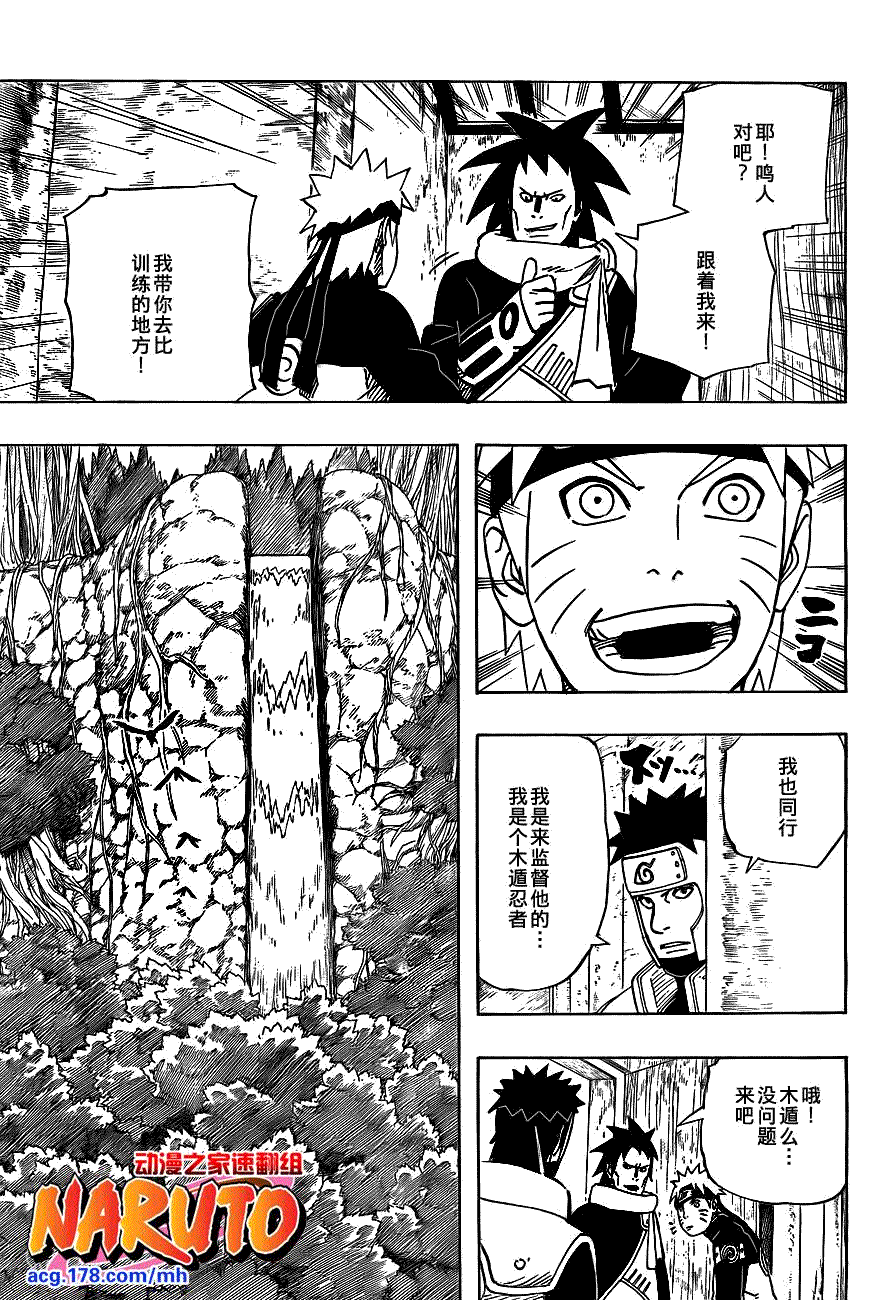 耶！鸣人
对吧？
跟着我来！
我带你去比
训练的地方！
ニコ
我也同行
スッ…
我是来监督他的…
我是个木遁忍者
哦！
木遁么…
没问题
来吧
动漫之家速翻组
NARUTO
acg.178.com/mh